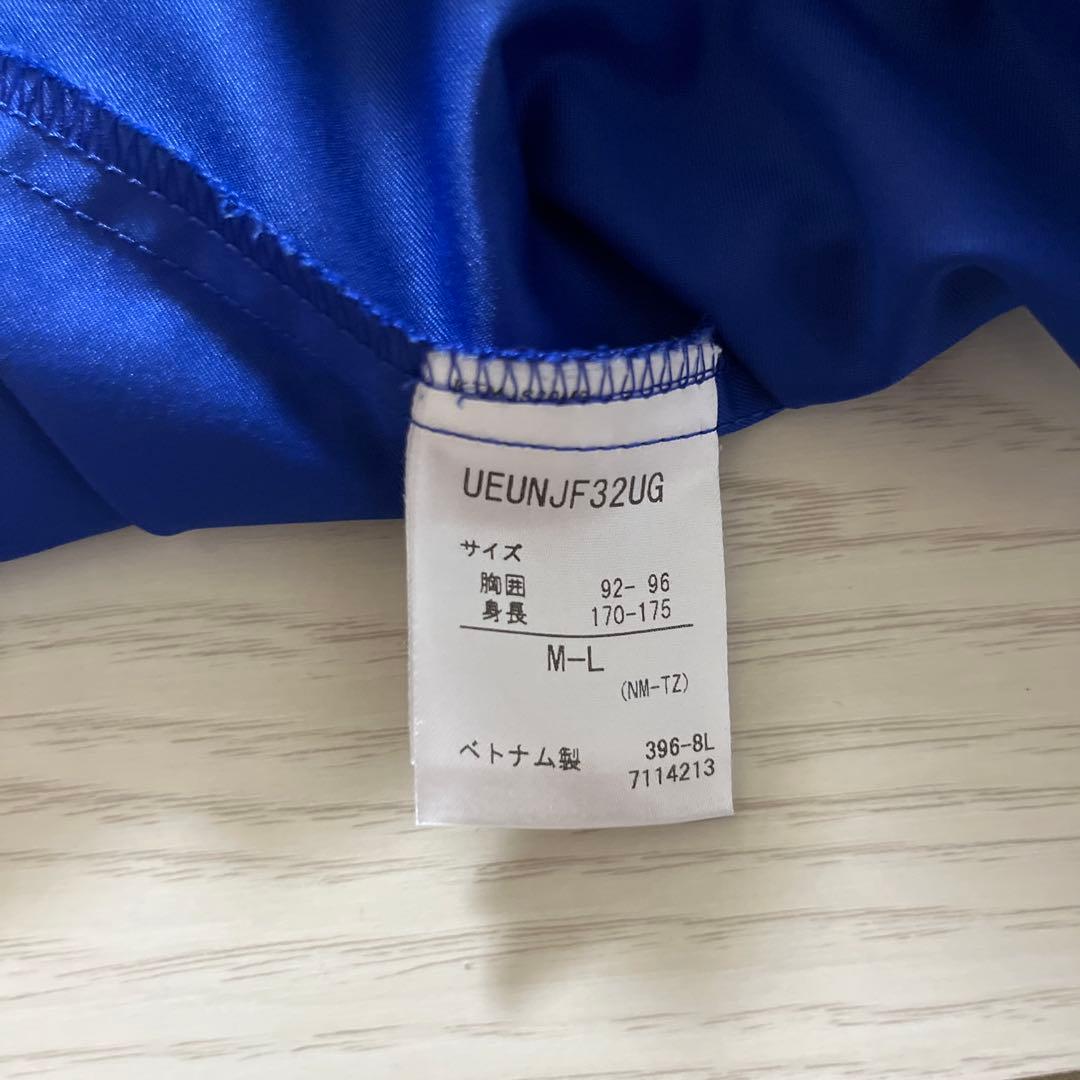 UEUNJF32UG
サイズ
胸囲 92- 96
身長 170-175
M-L
(NM-TZ)
ベトナム製 396-8L
7114213